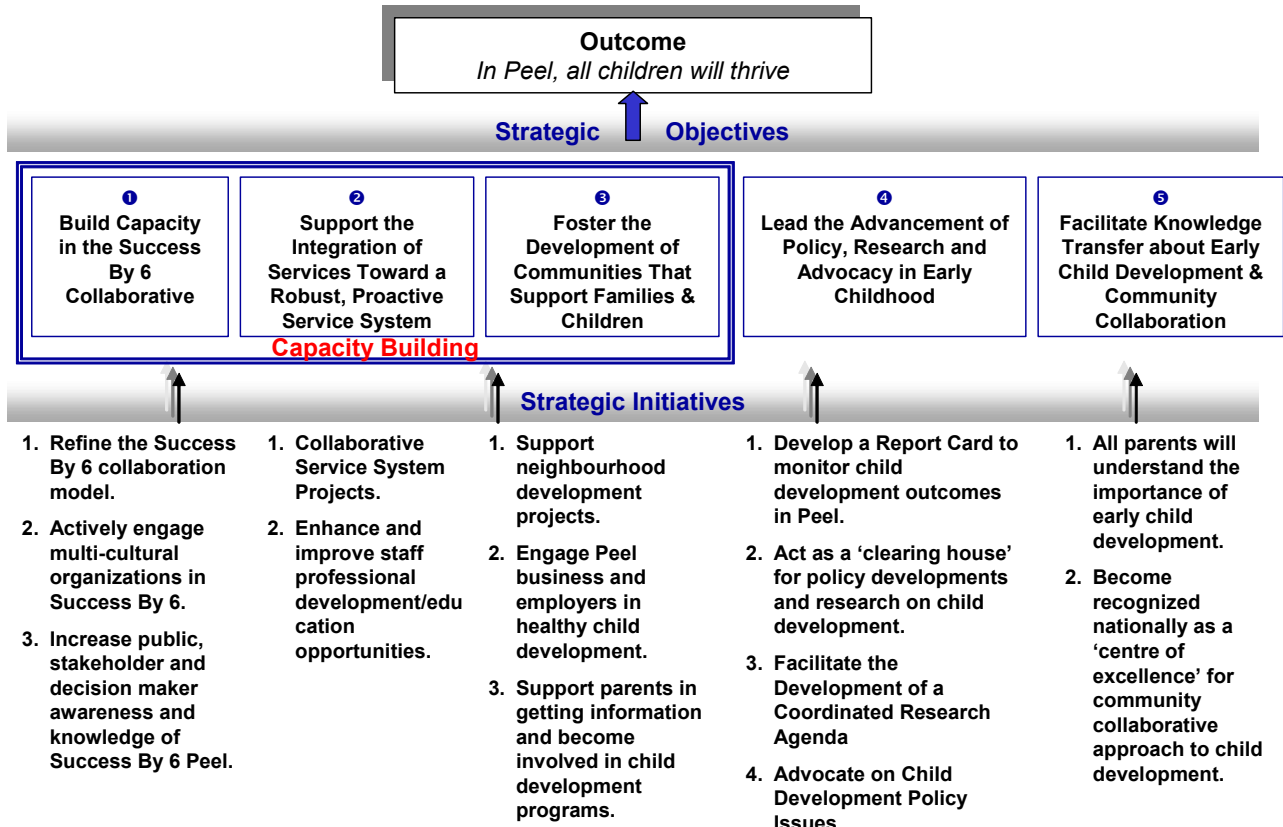 Outcome
In Peel, all children will thrive
Strategic Objectives
❶
Build Capacity
in the Success
By 6
Collaborative
❷
Support the
Integration of
Services Toward a
Robust, Proactive
Service System
❸
Foster the
Development of
Communities That
Support Families &
Children
❹
Lead the Advancement of
Policy, Research and
Advocacy in Early
Childhood
❺
Facilitate Knowledge
Transfer about Early
Child Development &
Community
Collaboration
Capacity Building
Strategic Initiatives
1. Refine the Success
By 6 collaboration
model.
2. Actively engage
multi-cultural
organizations in
Success By 6.
3. Increase public,
stakeholder and
decision maker
awareness and
knowledge of
Success By 6 Peel.
1. Collaborative
Service System
Projects.
2. Enhance and
improve staff
professional
development/edu
cation
opportunities.
1. Support
neighbourhood
development
projects.
2. Engage Peel
business and
employers in
healthy child
development.
3. Support parents in
getting information
and become
involved in child
development
programs.
1. Develop a Report Card to
monitor child
development outcomes
in Peel.
2. Act as a ‘clearing house’
for policy developments
and research on child
development.
3. Facilitate the
Development of a
Coordinated Research
Agenda
4. Advocate on Child
Development Policy
Issues
1. All parents will
understand the
importance of
early child
development.
2. Become
recognized
nationally as a
‘centre of
excellence’ for
community
collaborative
approach to child
development.